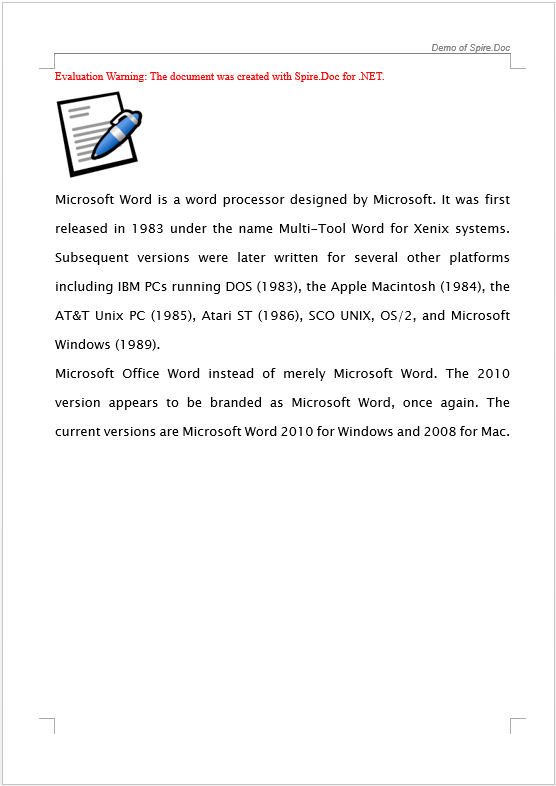 Demo of Spire.Doc
Evaluation Warning: The document was created with Spire.Doc for .NET.
Microsoft Word is a word processor designed by Microsoft. It was first
released in 1983 under the name Multi-Tool Word for Xenix systems.
Subsequent versions were later written for several other platforms
including IBM PCs running DOS (1983), the Apple Macintosh (1984), the
AT&T Unix PC (1985), Atari ST (1986), SCO UNIX, OS/2, and Microsoft
Windows (1989).
Microsoft Office Word instead of merely Microsoft Word. The 2010
version appears to be branded as Microsoft Word, once again. The
current versions are Microsoft Word 2010 for Windows and 2008 for Mac.